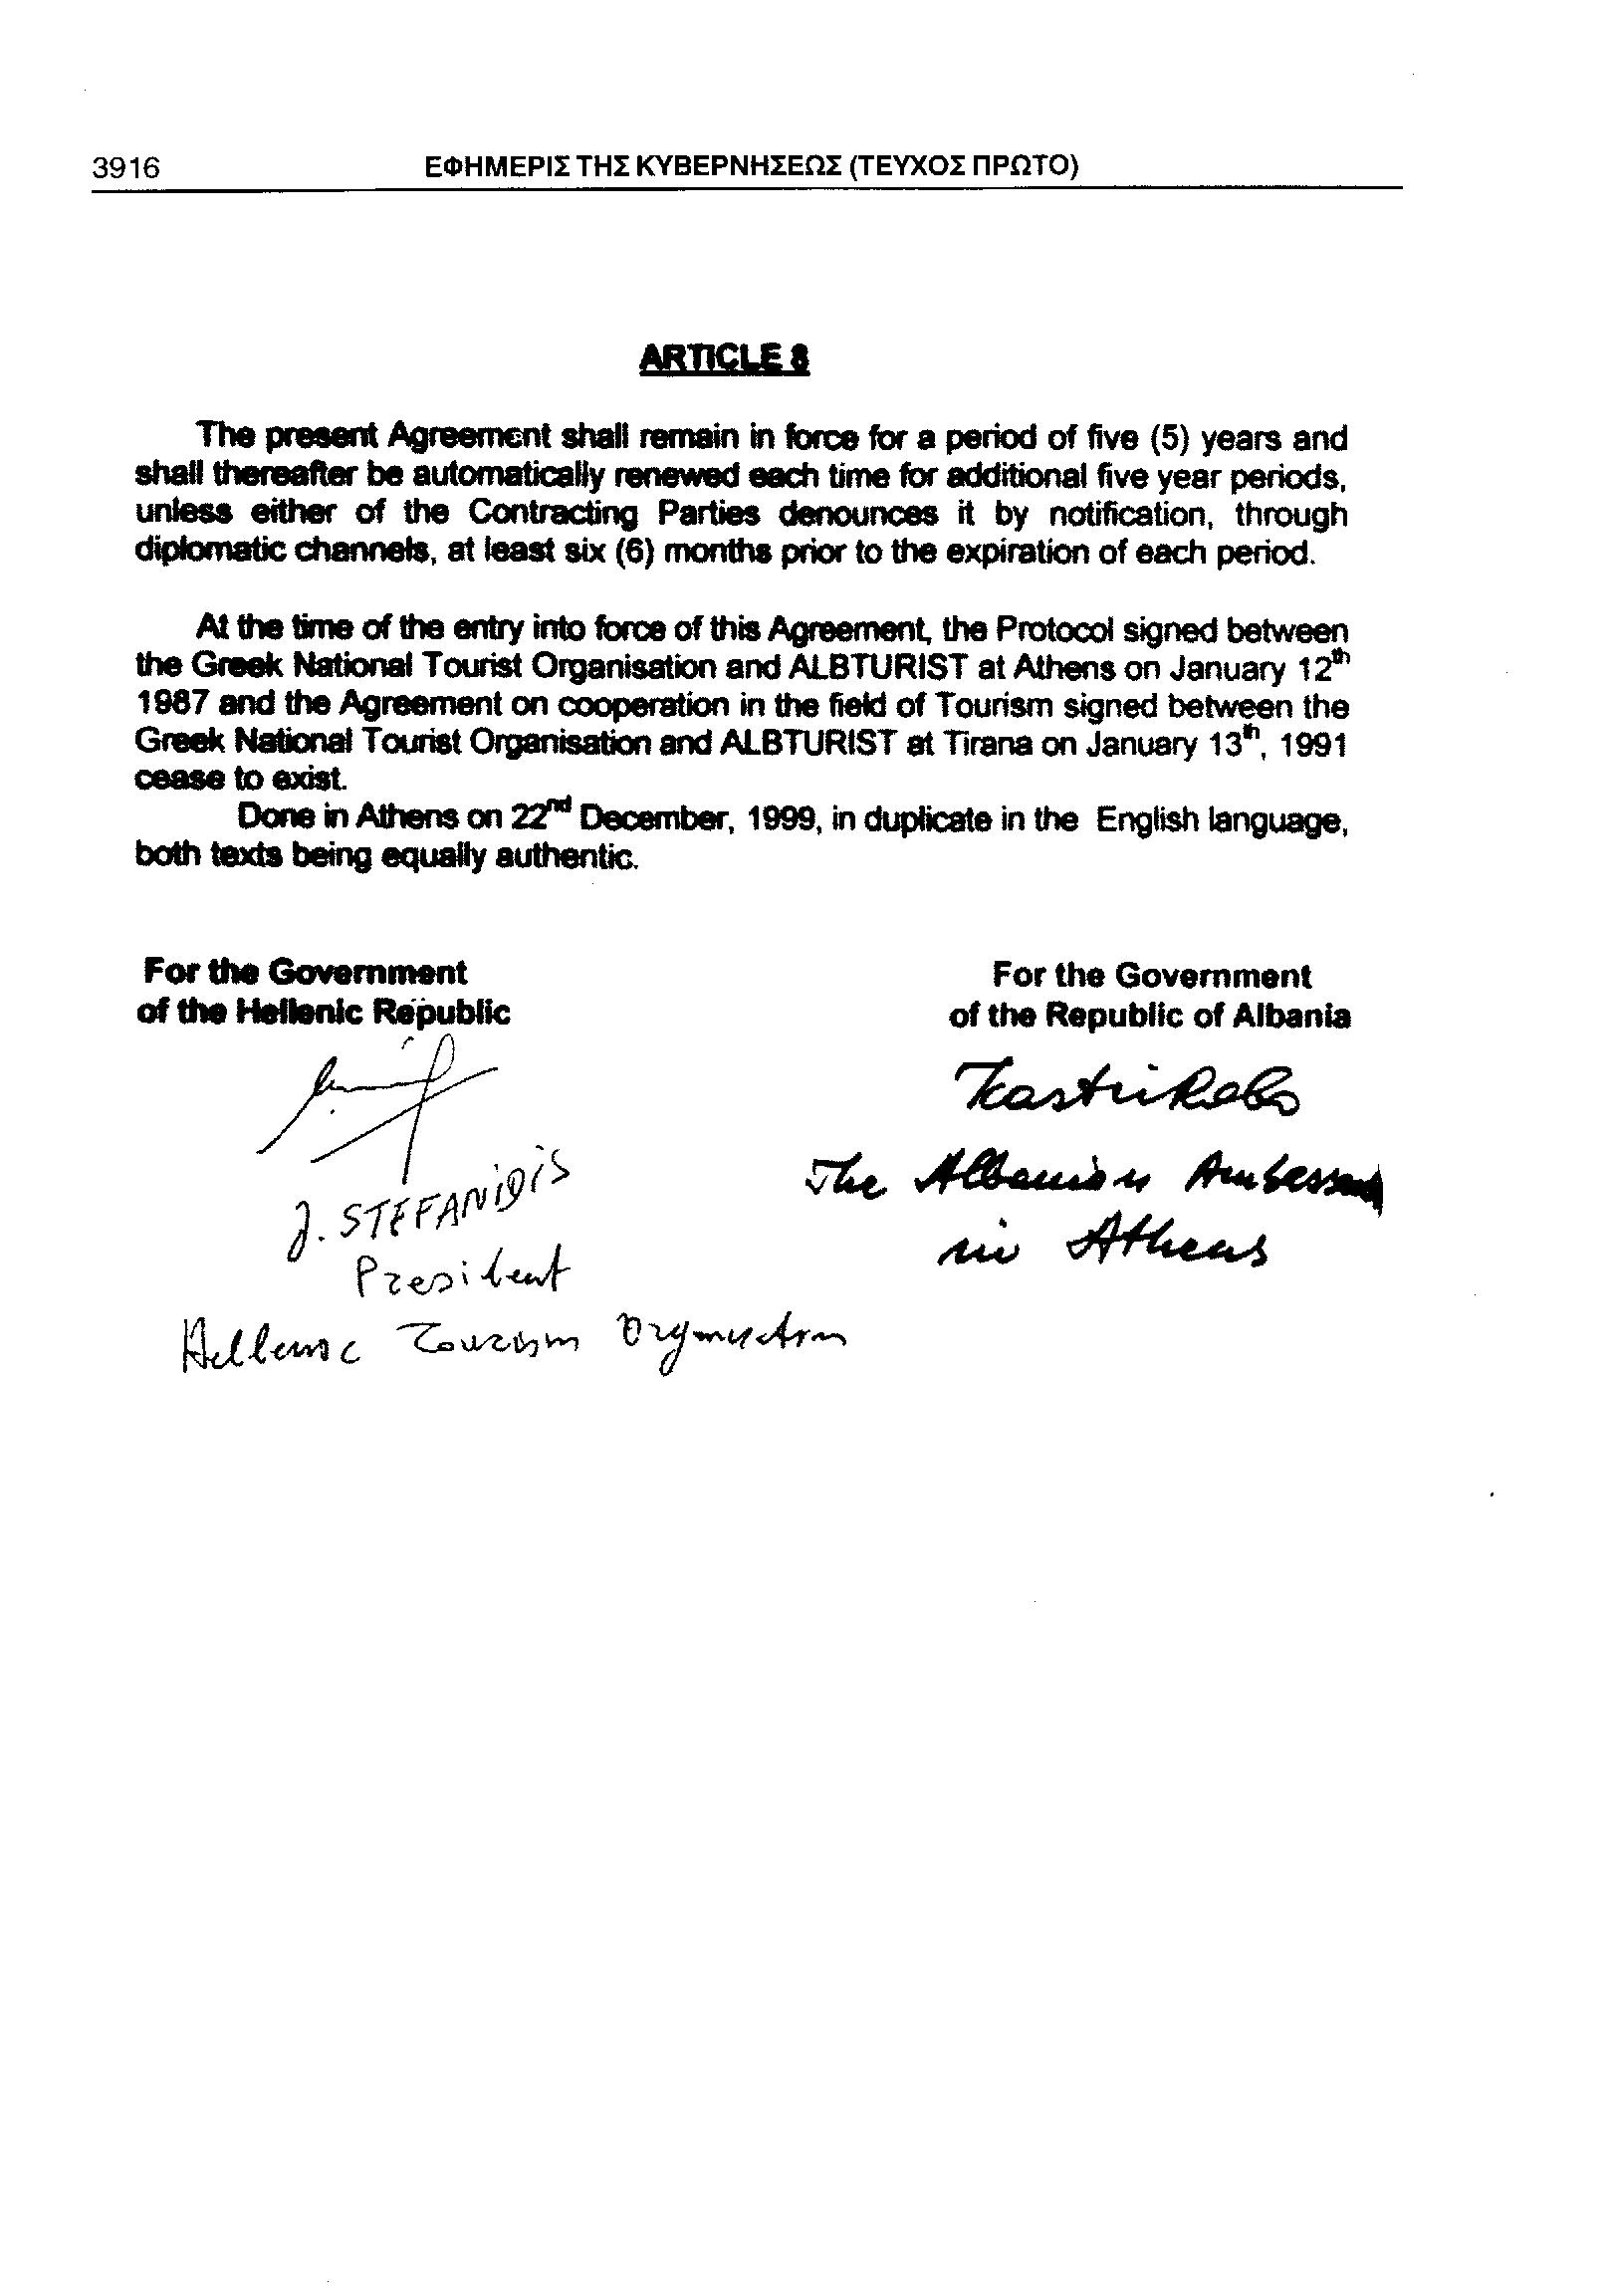 3916
ΕΦΗΜΕΡΙΣ ΤΗΣ ΚΥΒΕΡΝΗΣΕΩΣ (ΤΕΥΧΟΣ ΠΡΩΤΟ)
ARTICLE 8
The present Agreement shall remain in force for a period of five (5) years and
shall thereafter be automatically renewed each time for additional five year periods,
unless either of the Contracting Parties denounces it by notification, through
diplomatic channels, at least six (6) months prior to the expiration of each period.
At the time of the entry into force of this Agreement, the Protocol signed between
the Greek National Tourist Organisation and ALBTURIST at Athens on January 12th
1987 and the Agreement on cooperation in the field of Tourism signed between the
Greek National Tourist Organisation and ALBTURIST at Tirana on January 13th, 1991
cease to exist.
Done in Athens on 22nd December, 1999, in duplicate in the English language,
both texts being equally authentic.
For the Government
of the Hellenic Republic
For the Government
of the Republic of Albania
J. STEFANIDIS
President
Hellenic Tourism Organisation
The Albanian Ambassador
in Athens